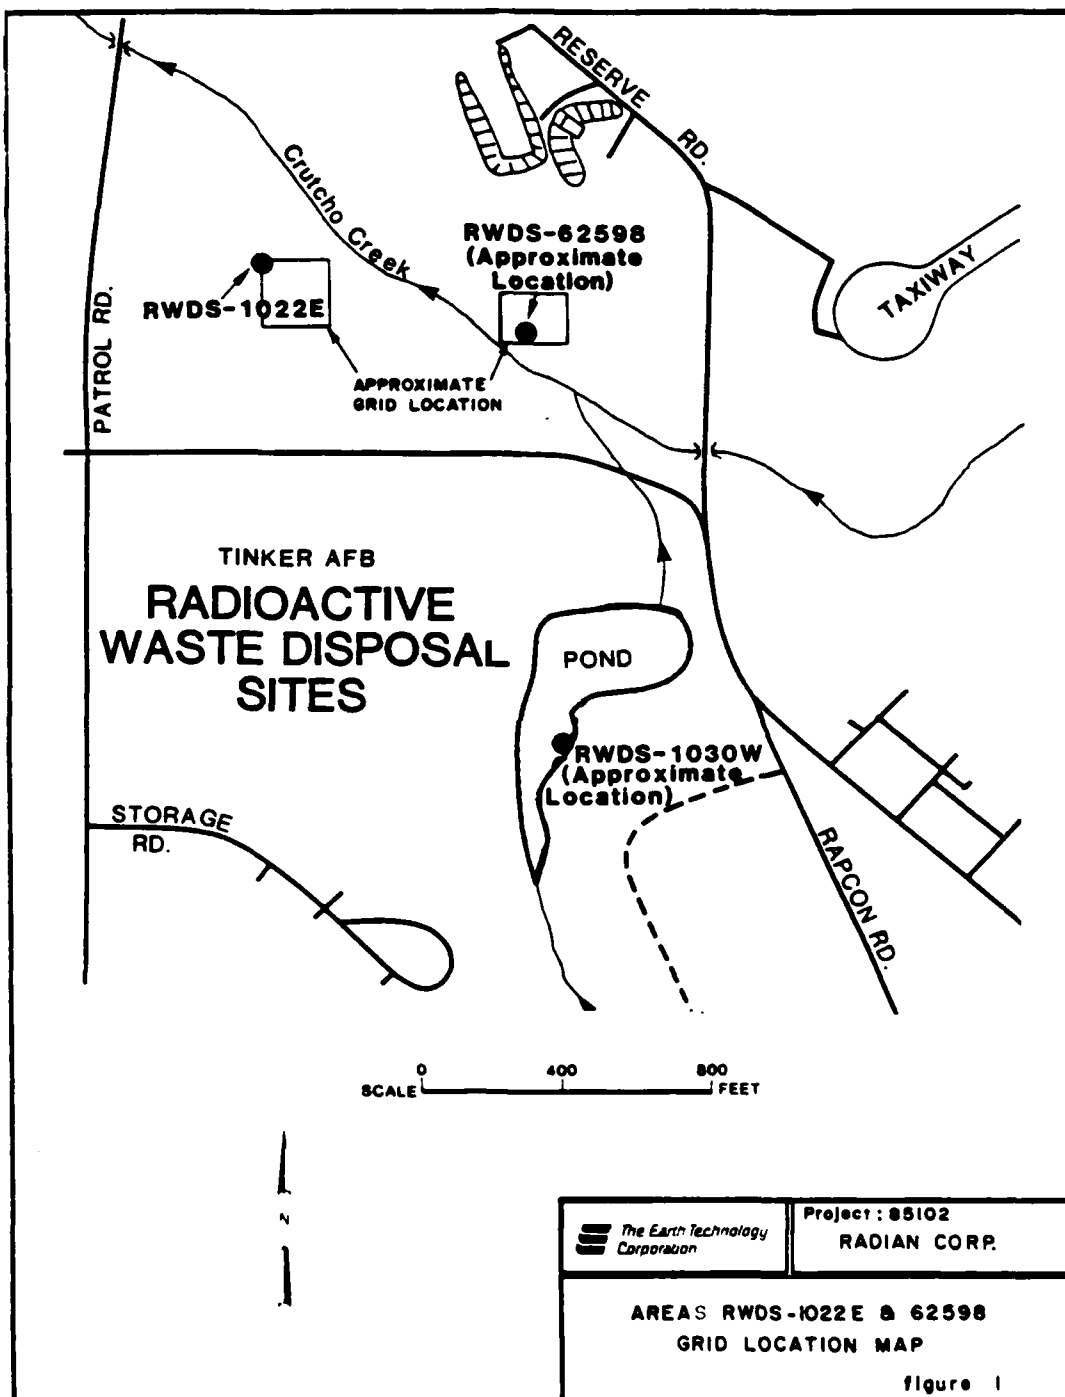 RESERVE RD.
Crutcho Creek
RWDS-62598
(Approximate
Location)
TAXIWAY
RWDS-1022E
PATROL RD.
APPROXIMATE
GRID LOCATION
TINKER AFB
RADIOACTIVE
WASTE DISPOSAL
SITES
POND
RWDS-1030W
(Approximate
Location)
STORAGE
RD.
RAPCON RD.
0 400 800
SCALE FEET
N
The Earth Technology
Corporation
Project: 85102
RADIAN CORP.
AREAS RWDS-1022E & 62598
GRID LOCATION MAP
figure 1